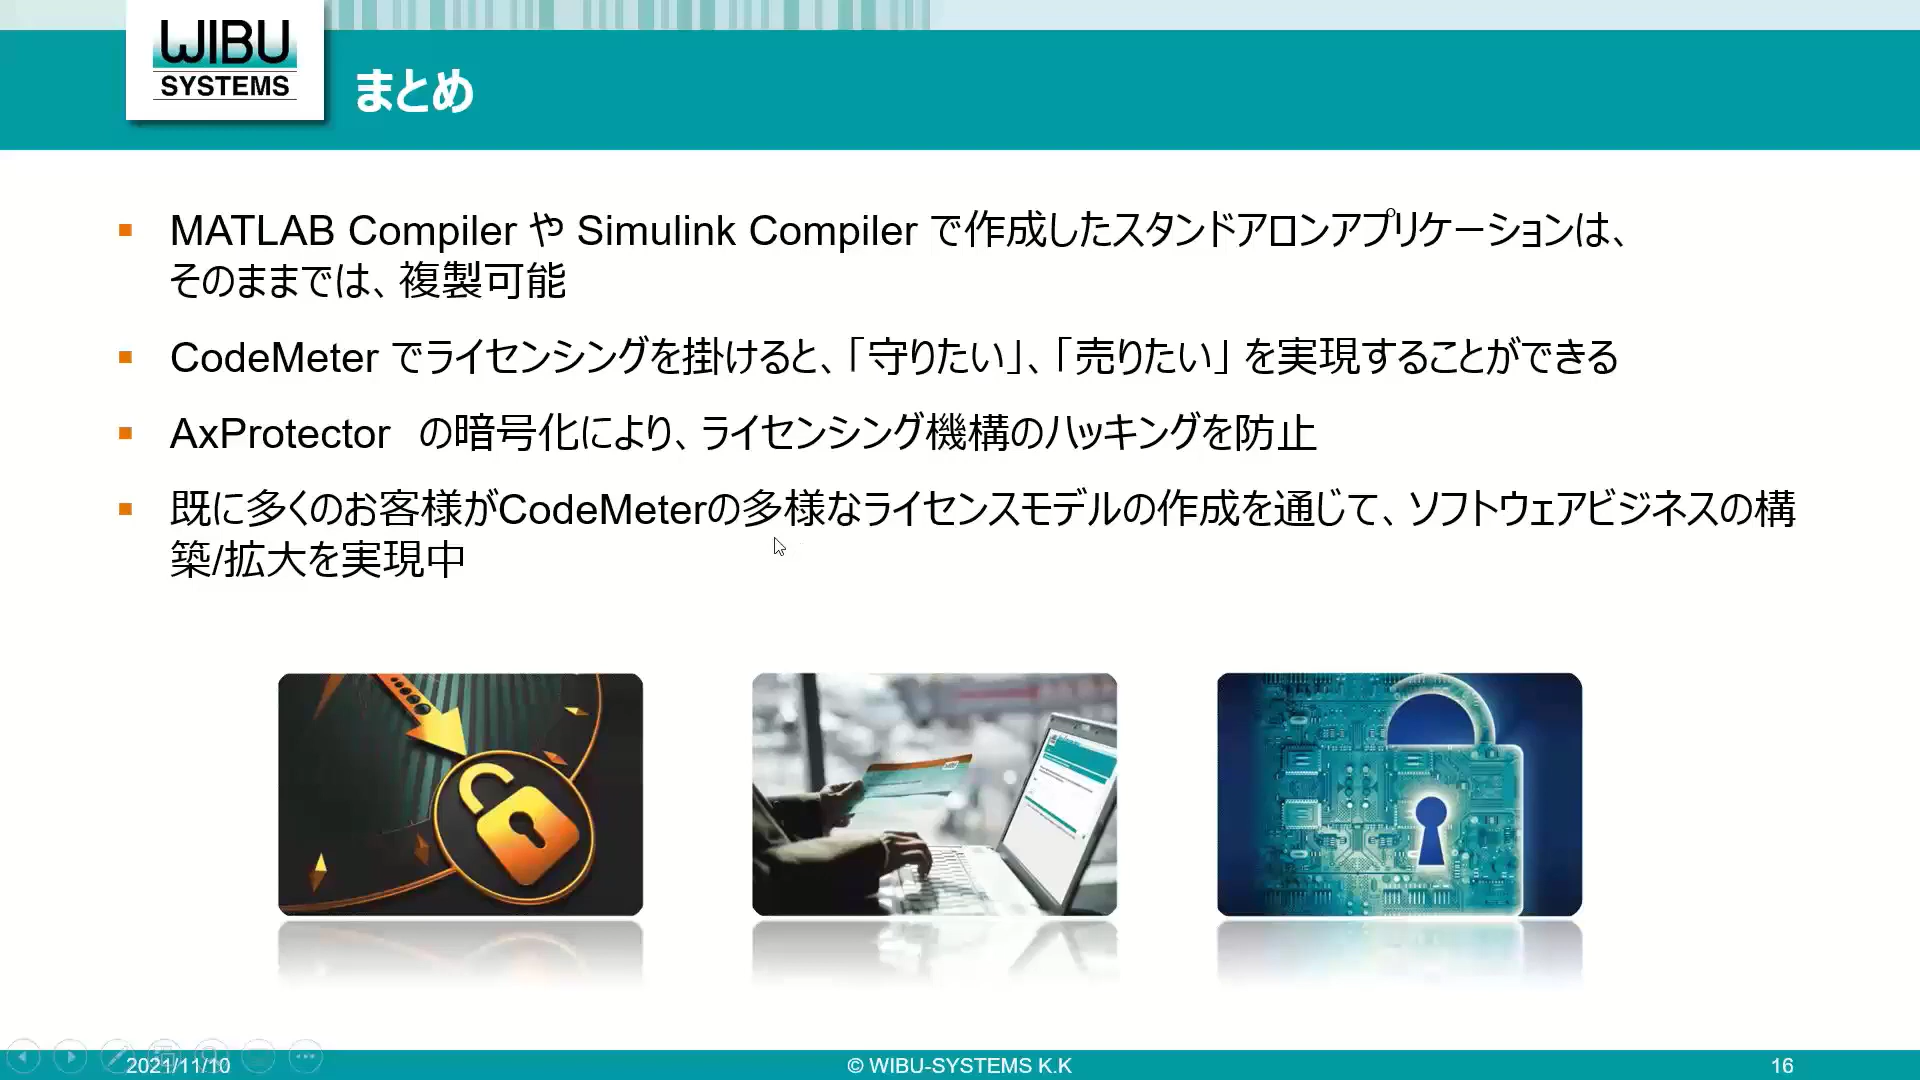 WIBU
SYSTEMS
まとめ
MATLAB Compiler や Simulink Compiler で作成したスタンドアロンアプリケーションは、
そのままでは、複製可能
CodeMeter でライセンシングを掛けると、「守りたい」、「売りたい」 を実現することができる
AxProtector の暗号化により、ライセンシング機構のハッキングを防止
既に多くのお客様がCodeMeterの多様なライセンスモデルの作成を通じて、ソフトウェアビジネスの構
築/拡大を実現中
2021/11/10
© WIBU-SYSTEMS K.K
16